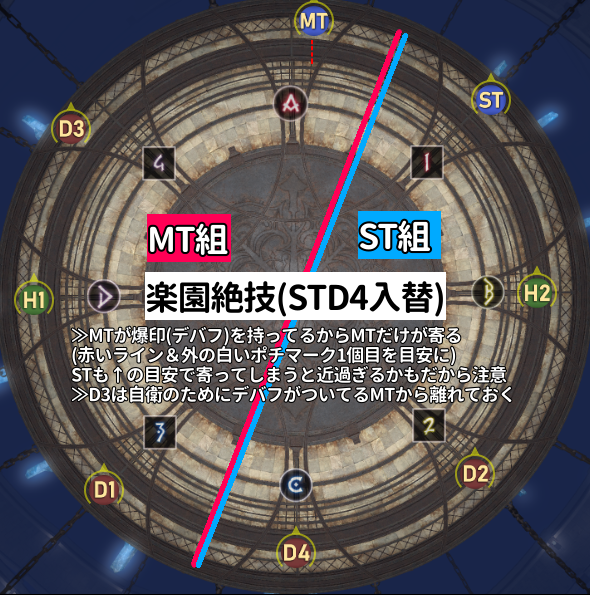 MT
A
ST
D3
4
1
MT組
ST組
D
B
H1
H2
楽園絶技(STD4入替)
≫MTが爆印(デバフ)を持ってるからMTだけが寄る
(赤いライン＆外の白いポチマーク1個目を目安に)
STも↑の目安で寄ってしまうと近過ぎるかもだから注意
≫D3は自衛のためにデバフがついてるMTから離れておく
3
2
D1
C
D2
D4